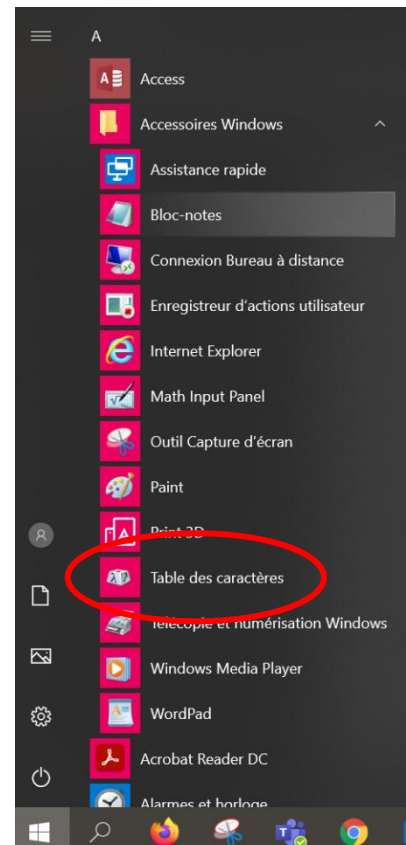 A
Access
Accessoires Windows
Assistance rapide
Bloc-notes
Connexion Bureau à distance
Enregistreur d'actions utilisateur
Internet Explorer
Math Input Panel
Outil Capture d'écran
Paint
Print 3D
Table des caractères
Télécopie et numérisation Windows
Windows Media Player
WordPad
Acrobat Reader DC
Alarmes et horloge